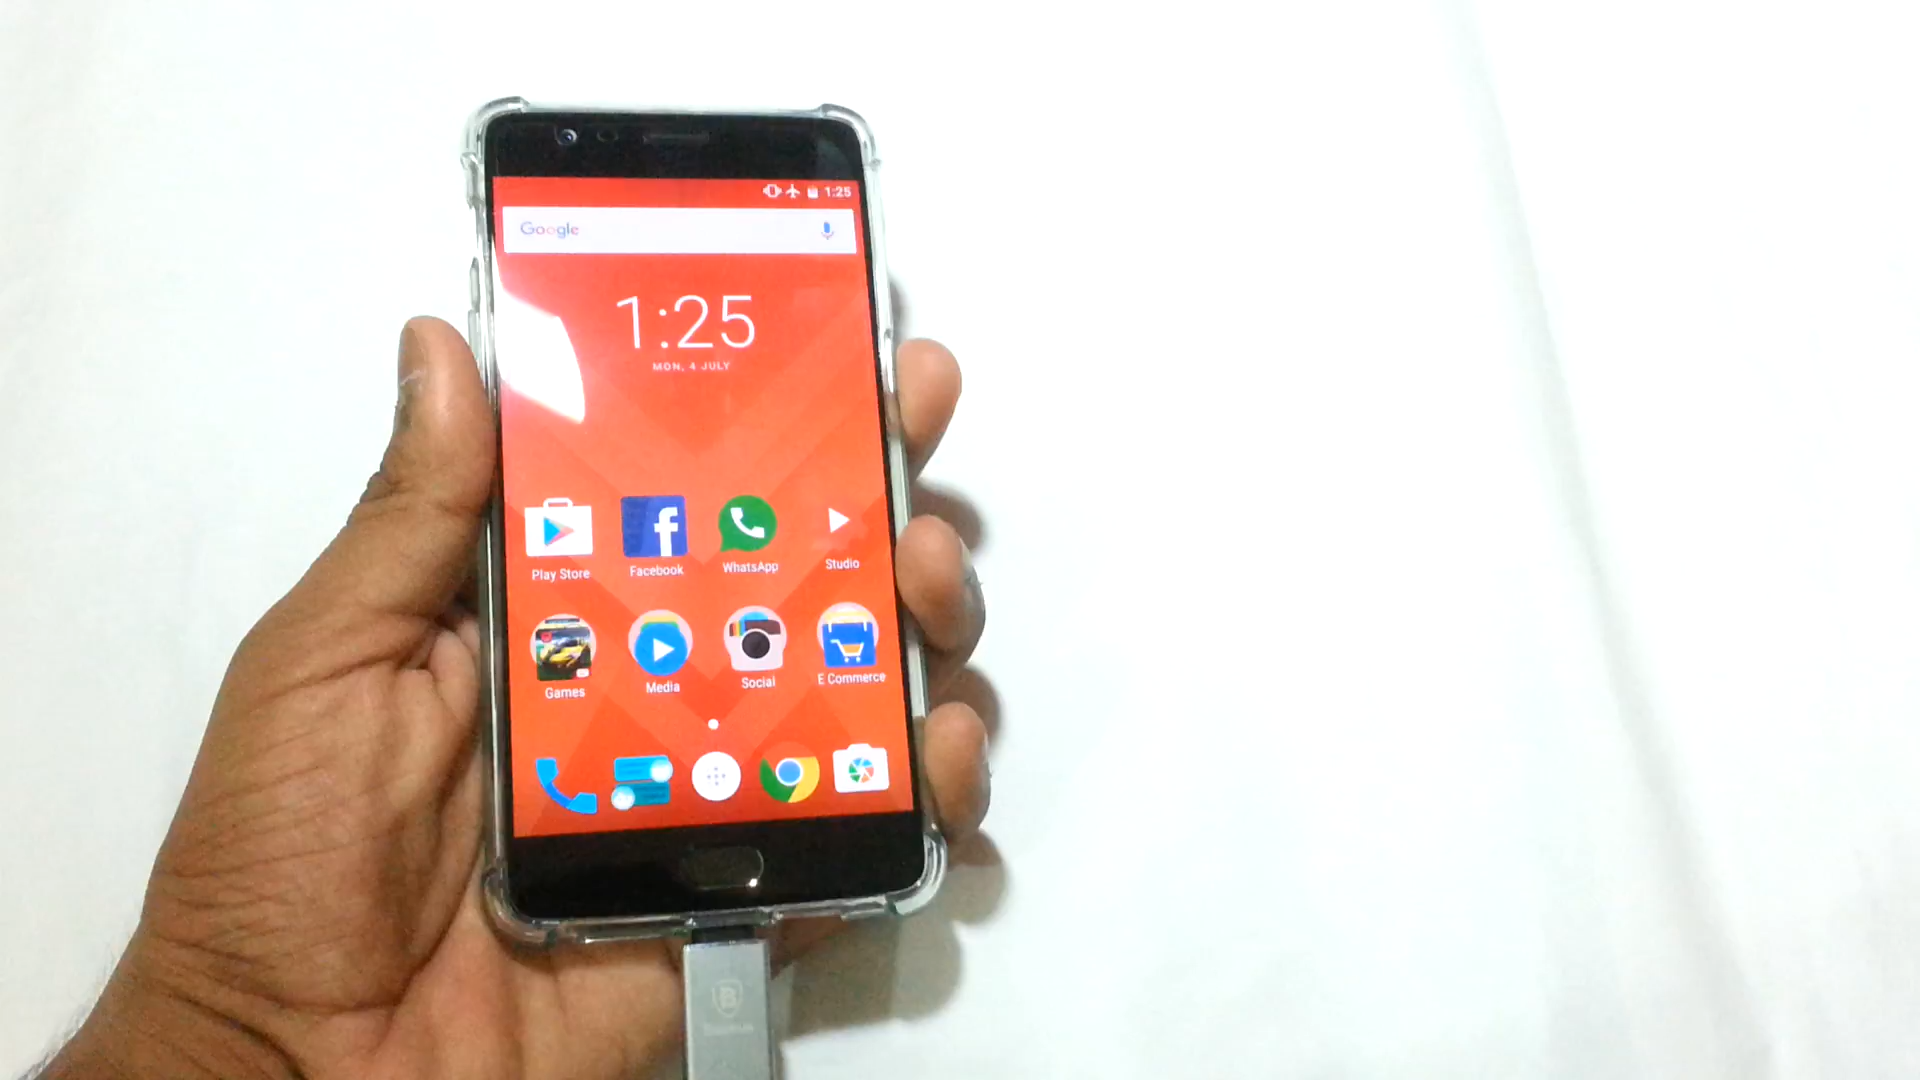 1:25
Google
1:25
MON, 4 JULY
Play Store
Facebook
WhatsApp
Studio
Games
Media
Social
E Commerce
B